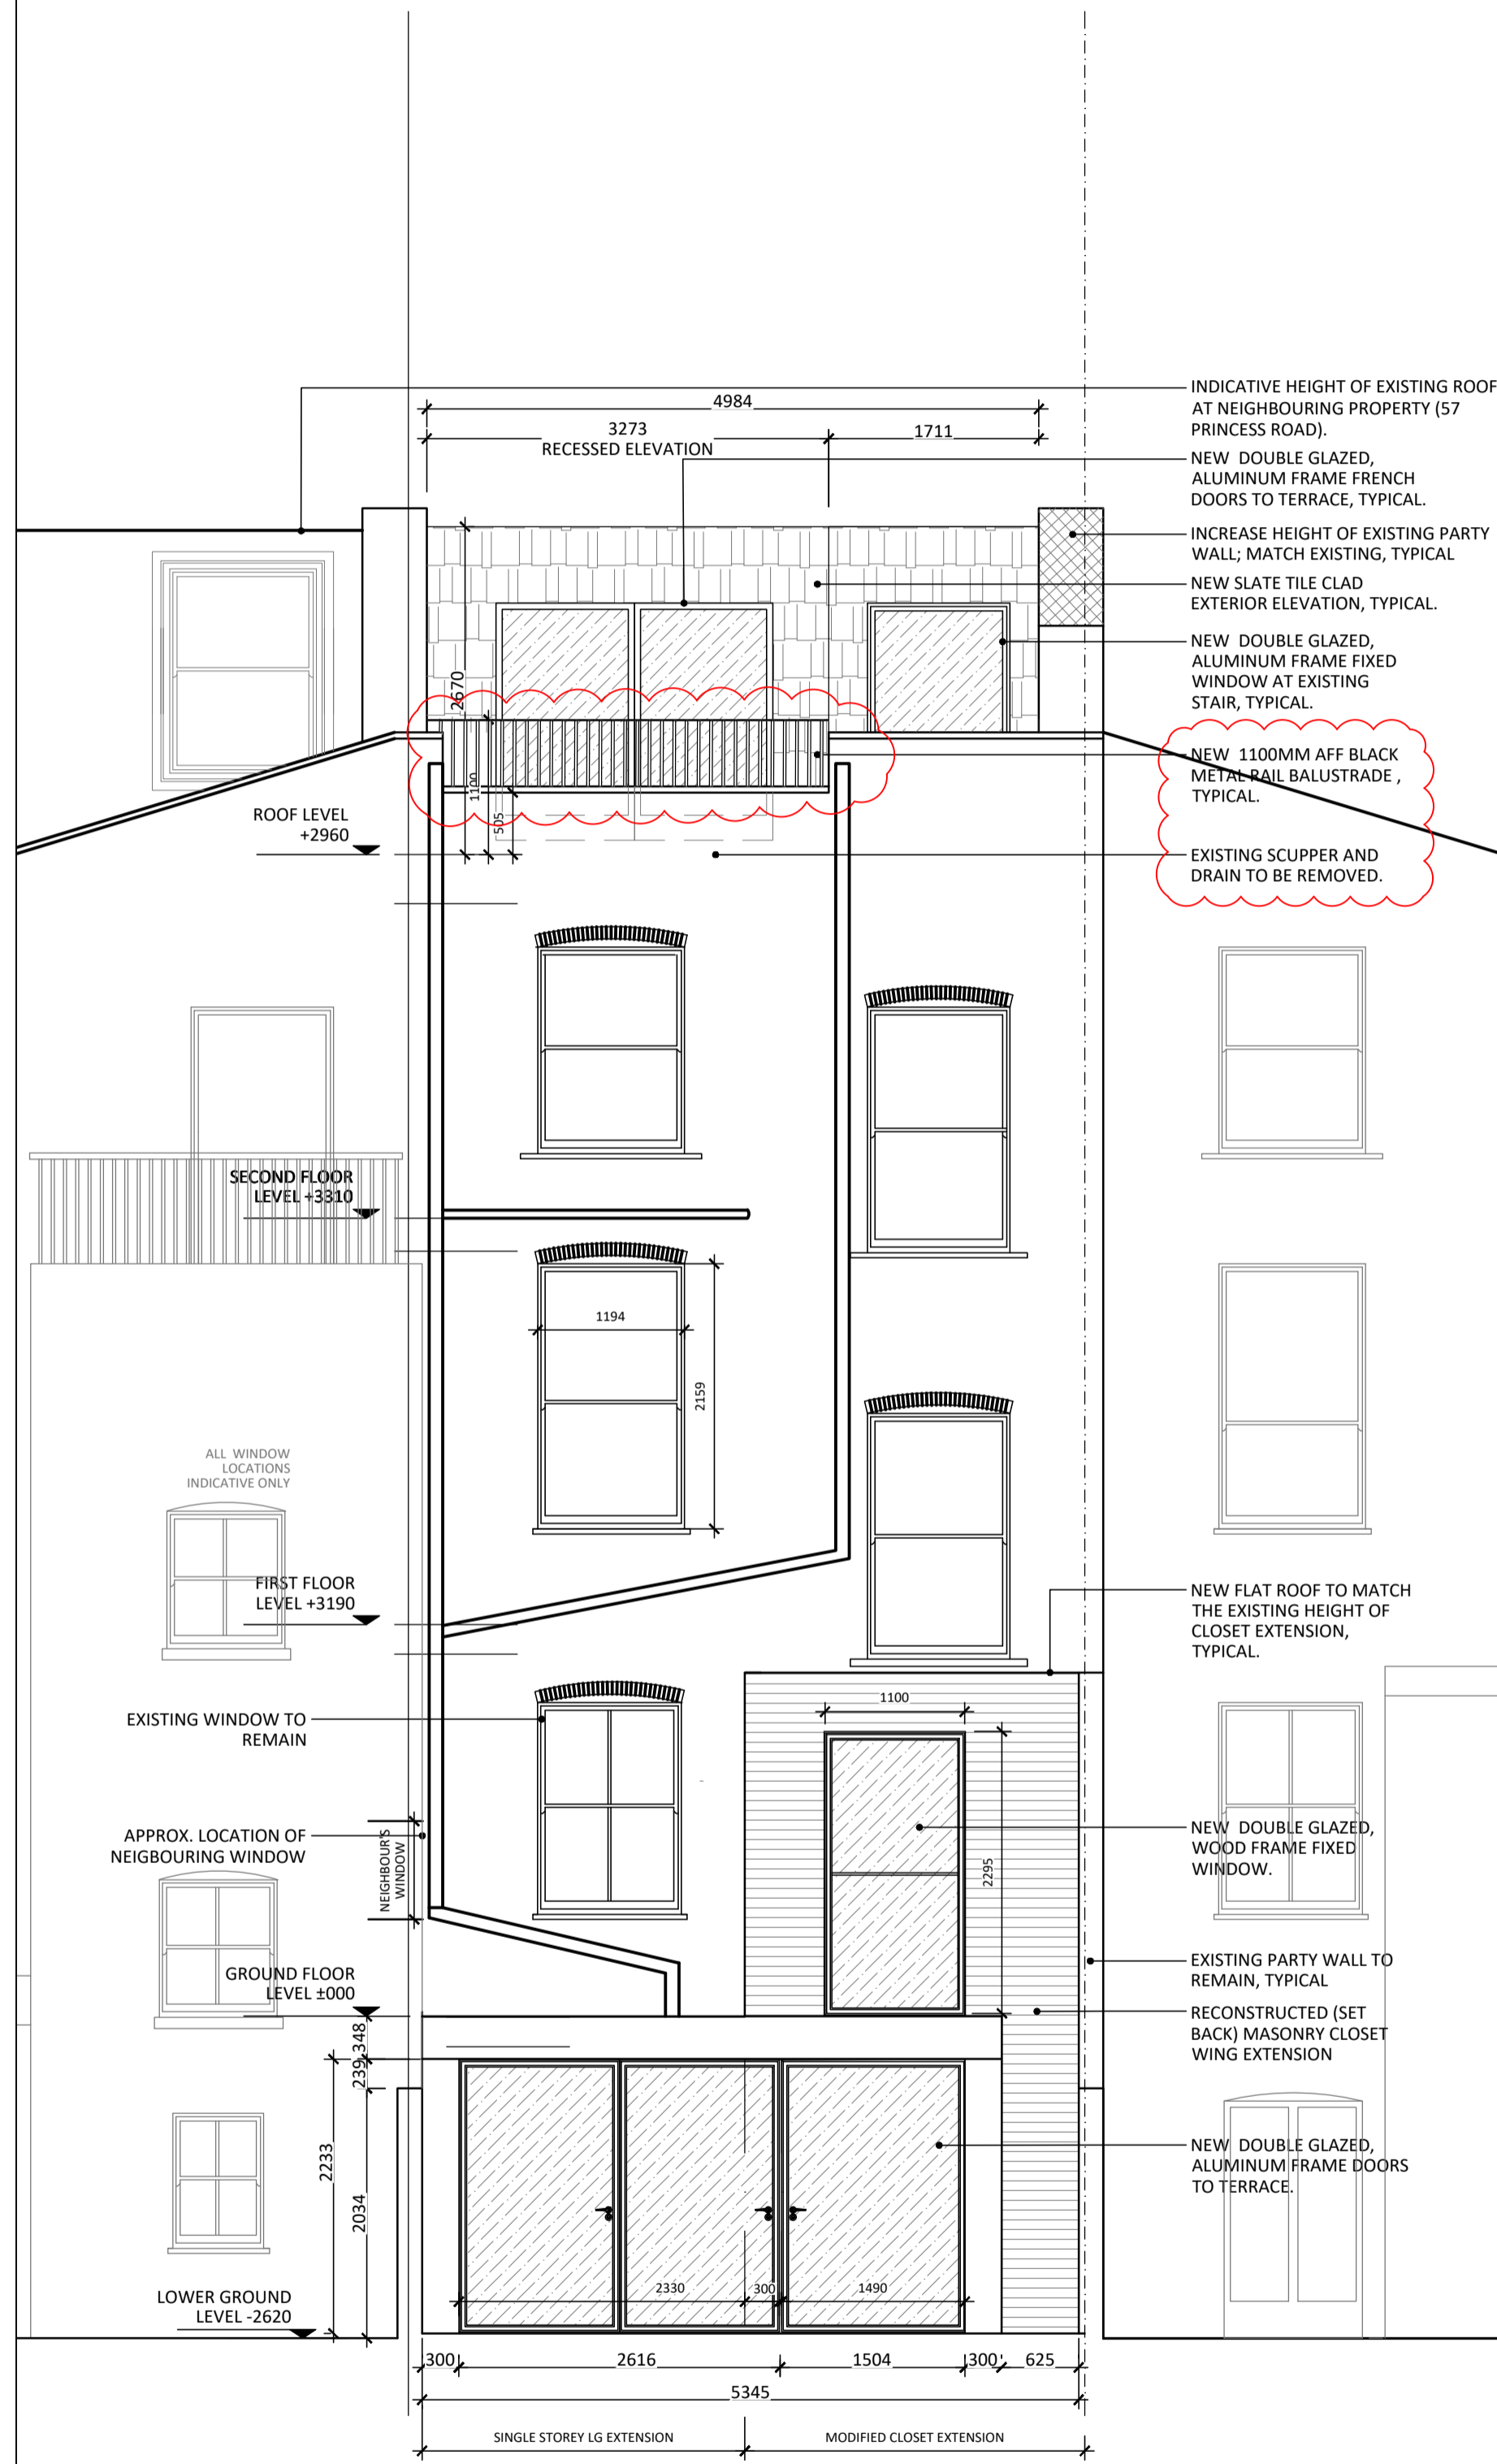 INDICATIVE HEIGHT OF EXISTING ROOF
AT NEIGHBOURING PROPERTY (57
PRINCESS ROAD).
4984
3273
RECESSED ELEVATION
1711
NEW DOUBLE GLAZED,
ALUMINUM FRAME FRENCH
DOORS TO TERRACE, TYPICAL.
INCREASE HEIGHT OF EXISTING PARTY
WALL; MATCH EXISTING, TYPICAL
NEW SLATE TILE CLAD
EXTERIOR ELEVATION, TYPICAL.
NEW DOUBLE GLAZED,
ALUMINUM FRAME FIXED
WINDOW AT EXISTING
STAIR, TYPICAL.
2670
1100
505
NEW 1100MM AFF BLACK
METAL RAIL BALUSTRADE ,
TYPICAL.
ROOF LEVEL
+2960
EXISTING SCUPPER AND
DRAIN TO BE REMOVED.
SECOND FLOOR
LEVEL +3310
1194
2159
ALL WINDOW
LOCATIONS
INDICATIVE ONLY
FIRST FLOOR
LEVEL +3190
NEW FLAT ROOF TO MATCH
THE EXISTING HEIGHT OF
CLOSET EXTENSION,
TYPICAL.
1100
EXISTING WINDOW TO
REMAIN
APPROX. LOCATION OF
NEIGBOURING WINDOW
NEIGHBOUR'S
WINDOW
2295
NEW DOUBLE GLAZED,
WOOD FRAME FIXED
WINDOW.
GROUND FLOOR
LEVEL ±000
EXISTING PARTY WALL TO
REMAIN, TYPICAL
RECONSTRUCTED (SET
BACK) MASONRY CLOSET
WING EXTENSION
348
239
2233
2034
NEW DOUBLE GLAZED,
ALUMINUM FRAME DOORS
TO TERRACE.
2330
300
1490
LOWER GROUND
LEVEL -2620
300
2616
1504
300
625
5345
SINGLE STOREY LG EXTENSION
MODIFIED CLOSET EXTENSION